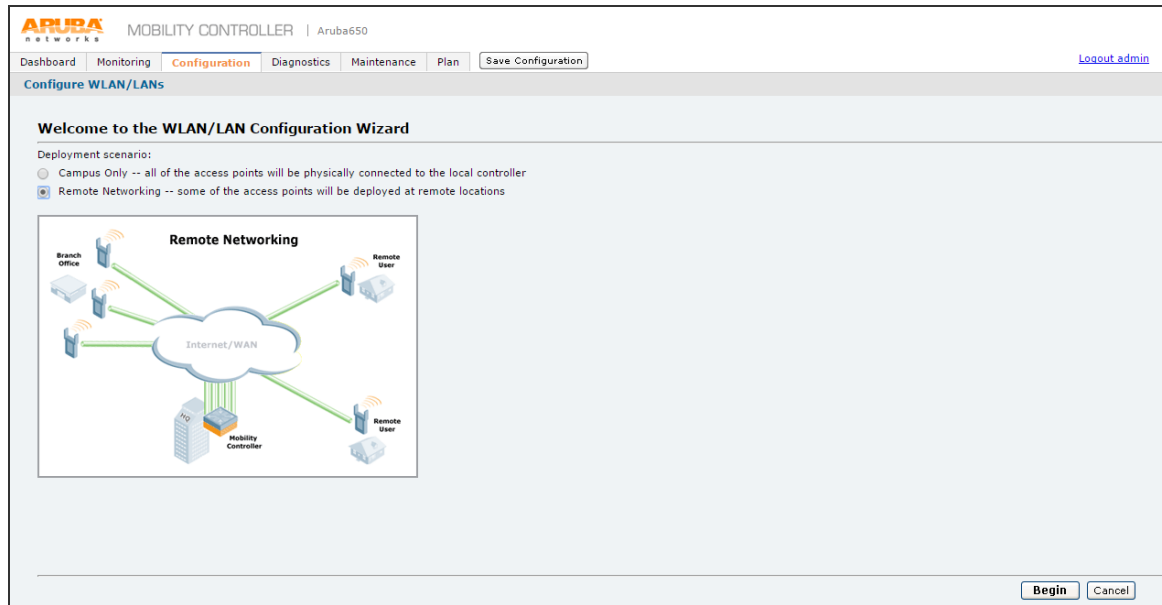 ARUBA networks MOBILITY CONTROLLER | Aruba650
Dashboard Monitoring Configuration Diagnostics Maintenance Plan Save Configuration Logout admin
Configure WLAN/LANs
Welcome to the WLAN/LAN Configuration Wizard
Deployment scenario:
Campus Only -- all of the access points will be physically connected to the local controller
Remote Networking -- some of the access points will be deployed at remote locations
Remote Networking
Branch
Office
Remote
User
Internet/WAN
HQ
Mobility
Controller
Remote
User
Begin Cancel